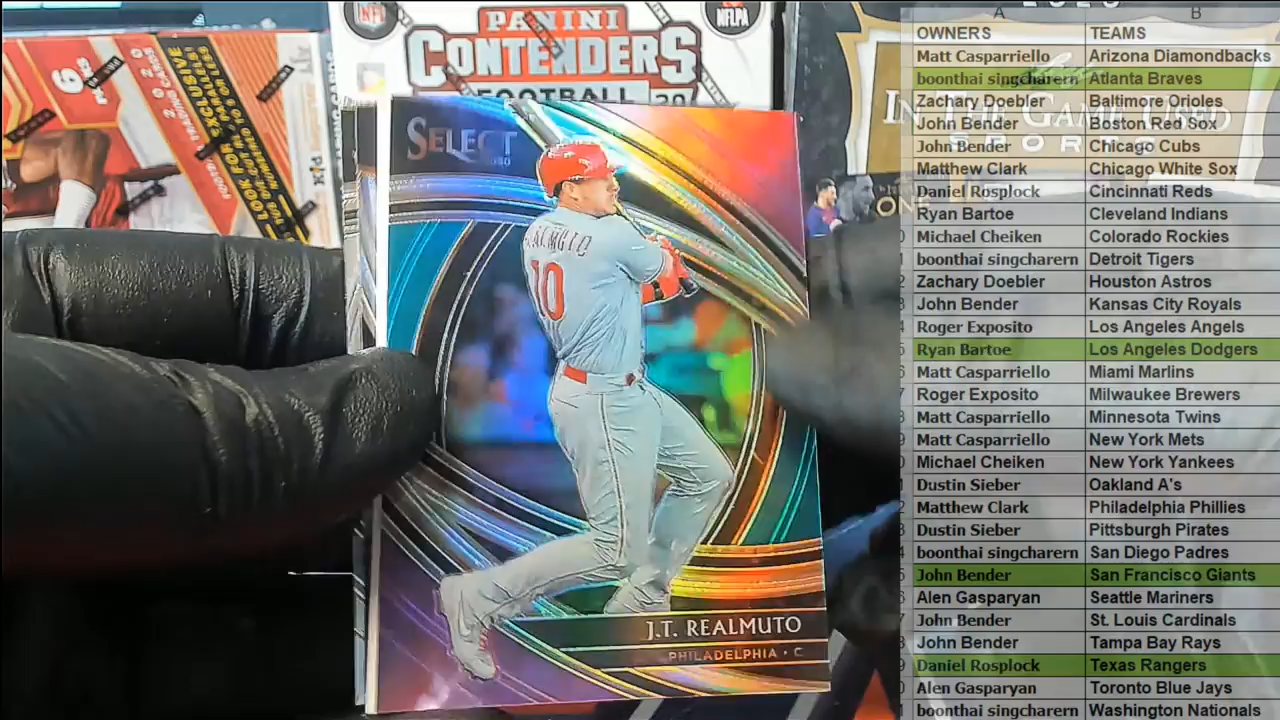 PANINI
CONTENDERS
FOOTBALL 20
NFL
NFLPA
6
LOOK FOR
EXCLUSIVE
SELECT
REALMUTO
10
J.T. REALMUTO
PHILADELPHIA • C
IN THE GAME USED
SPOR
ONE
A B
OWNERS TEAMS
Matt Casparriello Arizona Diamondbacks
boonthai singcharern Atlanta Braves
Zachary Doebler Baltimore Orioles
John Bender Boston Red Sox
John Bender Chicago Cubs
Matthew Clark Chicago White Sox
Daniel Rosplock Cincinnati Reds
Ryan Bartoe Cleveland Indians
Michael Cheiken Colorado Rockies
boonthai singcharern Detroit Tigers
Zachary Doebler Houston Astros
John Bender Kansas City Royals
Roger Exposito Los Angeles Angels
Ryan Bartoe Los Angeles Dodgers
Matt Casparriello Miami Marlins
Roger Exposito Milwaukee Brewers
Matt Casparriello Minnesota Twins
Matt Casparriello New York Mets
Michael Cheiken New York Yankees
Dustin Sieber Oakland A's
Matthew Clark Philadelphia Phillies
Dustin Sieber Pittsburgh Pirates
boonthai singcharern San Diego Padres
John Bender San Francisco Giants
Alen Gasparyan Seattle Mariners
John Bender St. Louis Cardinals
John Bender Tampa Bay Rays
Daniel Rosplock Texas Rangers
Alen Gasparyan Toronto Blue Jays
boonthai singcharern Washington Nationals